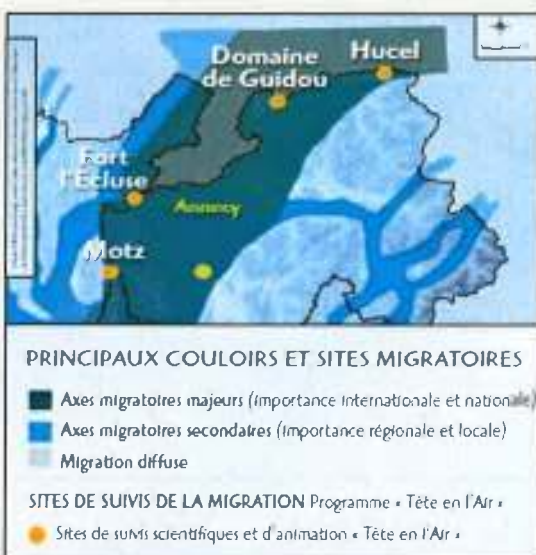 Domaine
de Guidou
Hucel
Fort
l'Écluse
Annecy
Motz
PRINCIPAUX COULOIRS ET SITES MIGRATOIRES
Axes migratoires majeurs (importance internationale et nationale)
Axes migratoires secondaires (importance régionale et locale)
Migration diffuse
SITES DE SUIVIS DE LA MIGRATION Programme « Tête en l'Air »
Sites de suivis scientifiques et d'animation « Tête en l'Air »